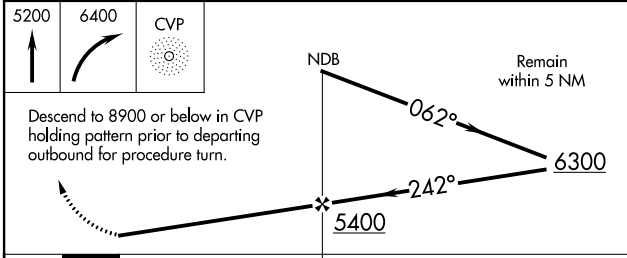 5200
6400
CVP
NDB
Remain
within 5 NM
Descend to 8900 or below in CVP
holding pattern prior to departing
outbound for procedure turn.
062°
6300
242°
5400